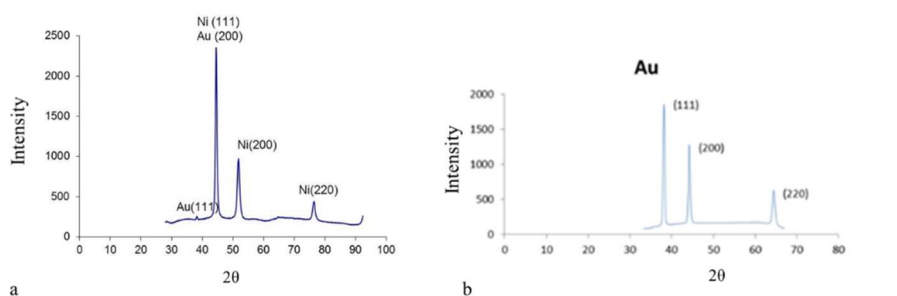 Ni (111)
Au (200)
2500
2000
1500
1000
500
0
Ni(200)
Au(111)
Ni(220)
0 10 20 30 40 50 60 70 80 90 100
Intensity
2θ
a
Au
2000
1500
1000
500
0
(111)
(200)
(220)
0 10 20 30 40 50 60 70 80
Intensity
2θ
b